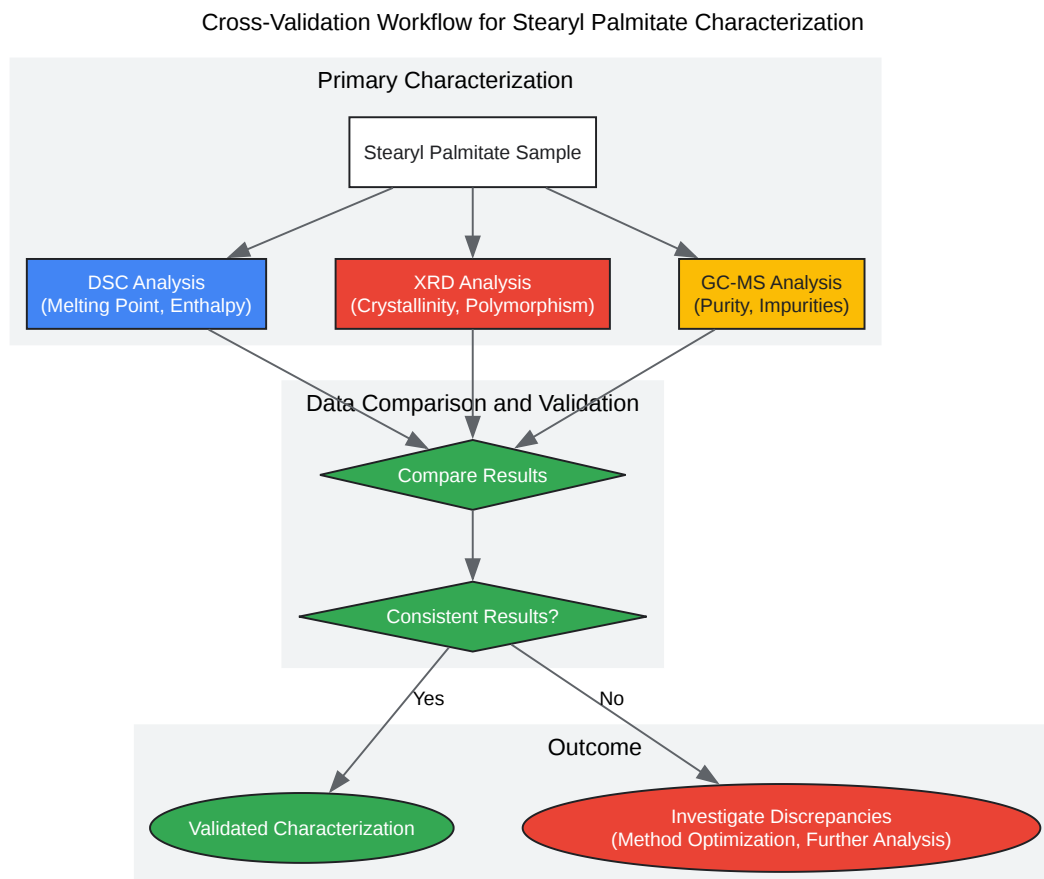 Cross-Validation Workflow for Stearyl Palmitate Characterization
Primary Characterization
Stearyl Palmitate Sample
DSC Analysis
(Melting Point, Enthalpy)
XRD Analysis
(Crystallinity, Polymorphism)
GC-MS Analysis
(Purity, Impurities)
Data Comparison and Validation
Compare Results
Consistent Results?
Yes
No
Outcome
Validated Characterization
Investigate Discrepancies
(Method Optimization, Further Analysis)